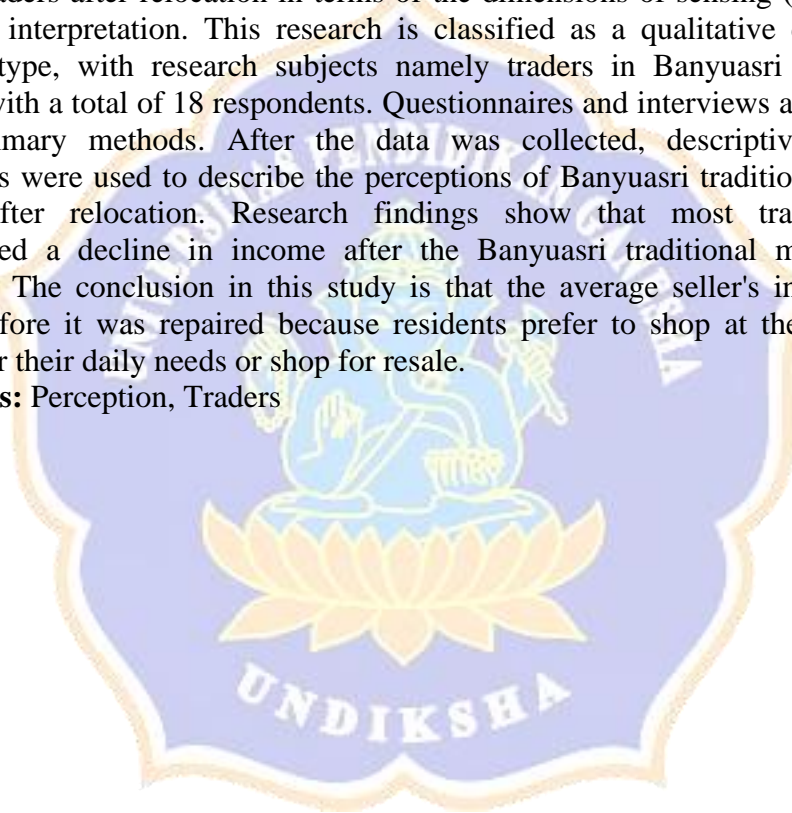 aders after relocation in terms of the dimensions of sensing (
interpretation. This research is classified as a qualitative
type, with research subjects namely traders in Banyuasri
with a total of 18 respondents. Questionnaires and interviews a
mary methods. After the data was collected, descriptiv
s were used to describe the perceptions of Banyuasri traditio
fter relocation. Research findings show that most tra
ed a decline in income after the Banyuasri traditional m
The conclusion in this study is that the average seller's in
fore it was repaired because residents prefer to shop at the
r their daily needs or shop for resale.
s: Perception, Traders
UNIVERSITAS PENDIDIKAN GANESHA
UNDIKSHA